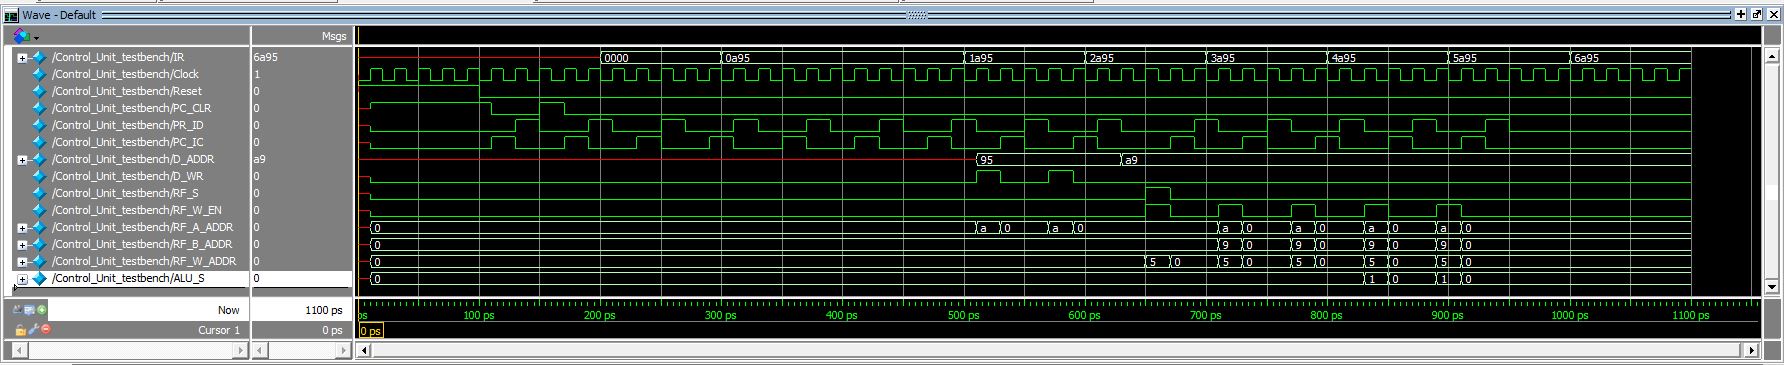 Wave - Default
Msgs
/Control_Unit_testbench/IR 6a95 0000 0a95 1a95 2a95 3a95 4a95 5a95 6a95
/Control_Unit_testbench/Clock 1
/Control_Unit_testbench/Reset 0
/Control_Unit_testbench/PC_CLR 0
/Control_Unit_testbench/PR_ID 0
/Control_Unit_testbench/PC_IC 0
/Control_Unit_testbench/D_ADDR a9 95 a9
/Control_Unit_testbench/D_WR 0
/Control_Unit_testbench/RF_S 0
/Control_Unit_testbench/RF_W_EN 0
/Control_Unit_testbench/RF_A_ADDR 0 0 a 0 a 0 a 0 a 0 a 0 a 0
/Control_Unit_testbench/RF_B_ADDR 0 0 9 0 9 0 9 0 9 0
/Control_Unit_testbench/RF_W_ADDR 0 0 5 0 5 0 5 0 5 0 5 0
/Control_Unit_testbench/ALU_S 0 0 1 0 1 0
Now 1100 ps ps 100 ps 200 ps 300 ps 400 ps 500 ps 600 ps 700 ps 800 ps 900 ps 1000 ps 1100 ps
Cursor 1 0 ps 0 ps